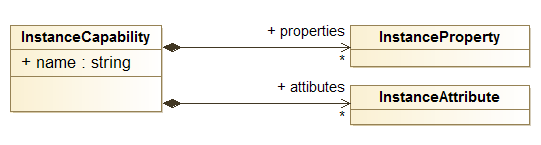 InstanceCapability
+ name : string
+ properties
*
InstanceProperty
+ attibutes
*
InstanceAttribute